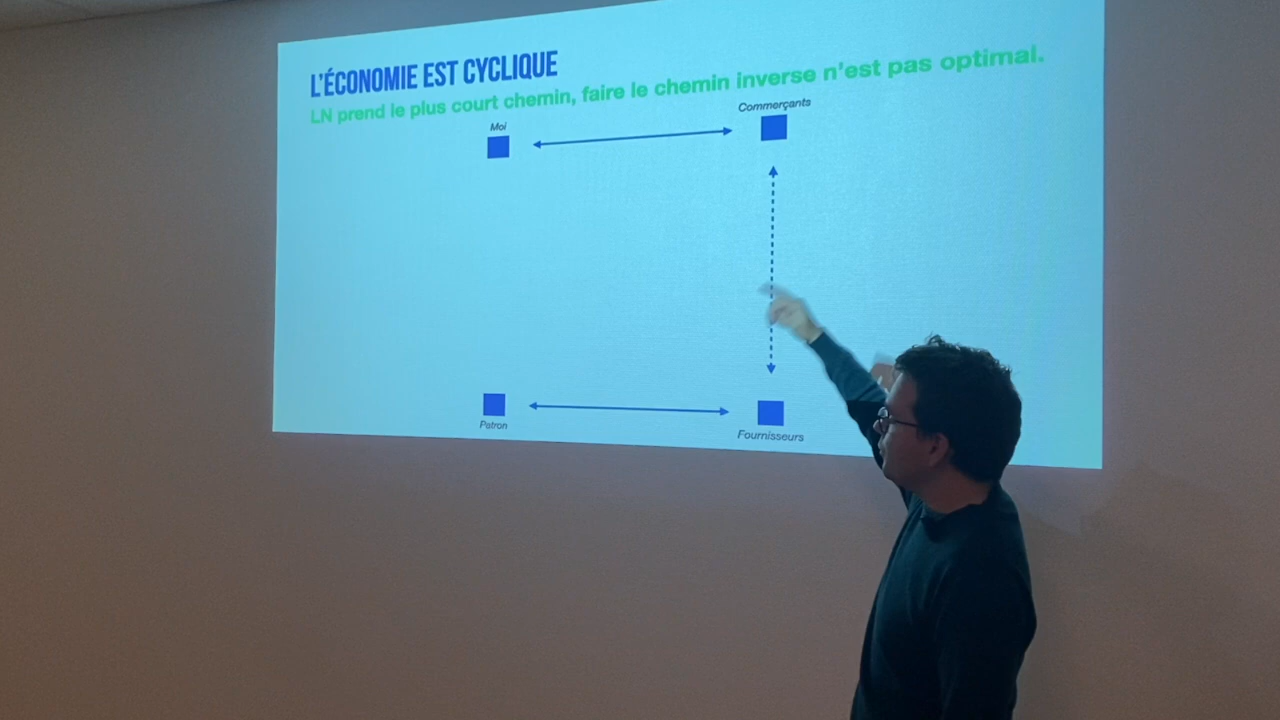 L'ÉCONOMIE EST CYCLIQUE
LN prend le plus court chemin, faire le chemin inverse n'est pas optimal.
Moi
Commerçants
Patron
Fournisseurs